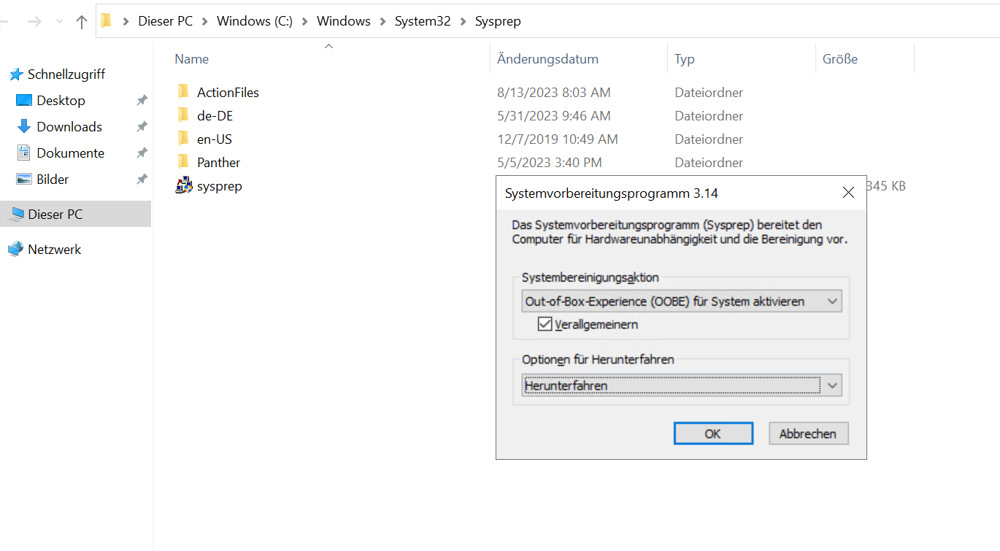 Dieser PC > Windows (C:) > Windows > System32 > Sysprep
Name Änderungsdatum Typ Größe
Schnellzugriff
Desktop
Downloads
Dokumente
Bilder
Dieser PC
Netzwerk
ActionFiles 8/13/2023 8:03 AM Dateiordner
de-DE 5/31/2023 9:46 AM Dateiordner
en-US 12/7/2019 10:49 AM Dateiordner
Panther 5/5/2023 3:40 PM Dateiordner
sysprep 345 KB
Systemvorbereitungsprogramm 3.14
Das Systemvorbereitungsprogramm (Sysprep) bereitet den
Computer für Hardwareunabhängigkeit und die Bereinigung vor.
Systembereinigungsaktion
Out-of-Box-Experience (OOBE) für System aktivieren
Verallgemeinern
Optionen für Herunterfahren
Herunterfahren
OK Abbrechen